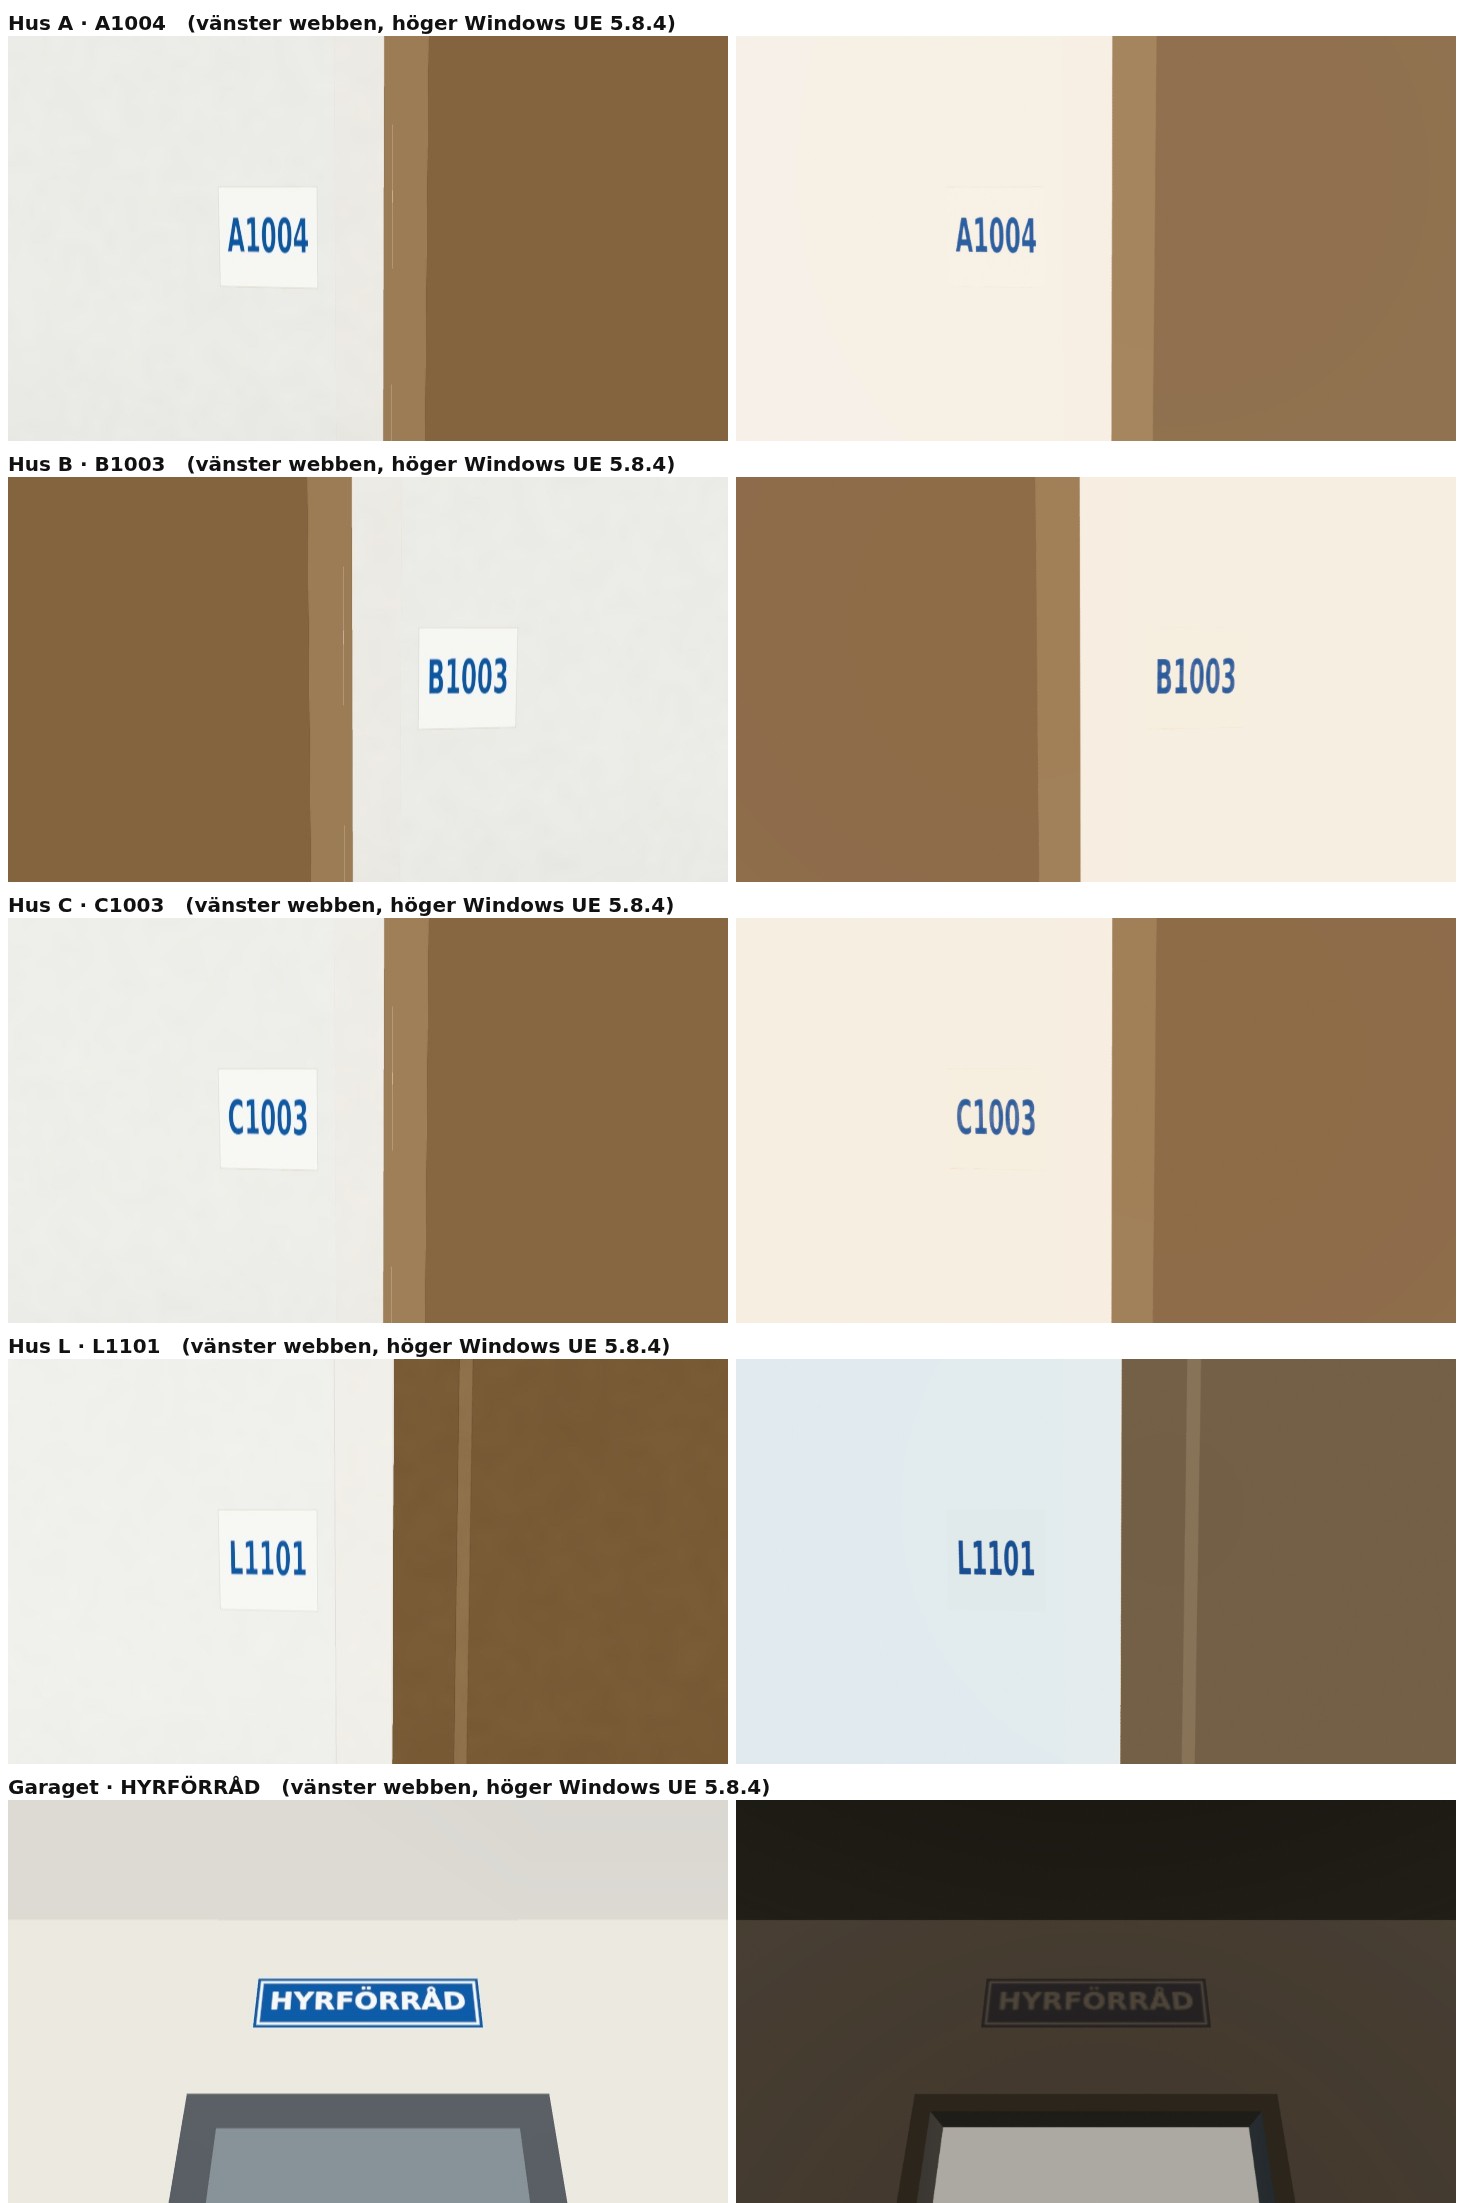 Hus A · A1004 (vänster webben, höger Windows UE 5.8.4)
A1004 A1004
Hus B · B1003 (vänster webben, höger Windows UE 5.8.4)
B1003 B1003
Hus C · C1003 (vänster webben, höger Windows UE 5.8.4)
C1003 C1003
Hus L · L1101 (vänster webben, höger Windows UE 5.8.4)
L1101 L1101
Garaget · HYRFÖRRÅD (vänster webben, höger Windows UE 5.8.4)
HYRFÖRRÅD HYRFÖRRÅD